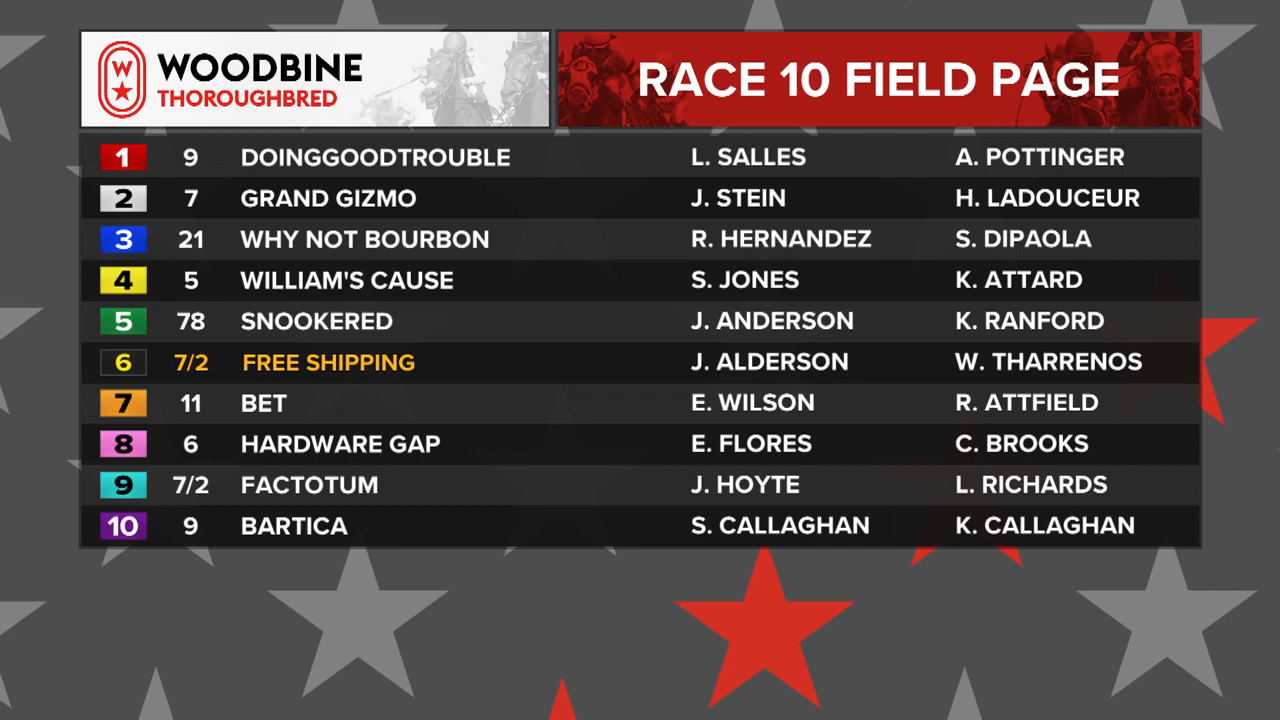 W
WOODBINE
THOROUGHBRED
RACE 10 FIELD PAGE
1 9 DOINGGOODTROUBLE L. SALLES A. POTTINGER
2 7 GRAND GIZMO J. STEIN H. LADOUCEUR
3 21 WHY NOT BOURBON R. HERNANDEZ S. DIPAOLA
4 5 WILLIAM'S CAUSE S. JONES K. ATTARD
5 78 SNOOKERED J. ANDERSON K. RANFORD
6 7/2 FREE SHIPPING J. ALDERSON W. THARRENOS
7 11 BET E. WILSON R. ATTFIELD
8 6 HARDWARE GAP E. FLORES C. BROOKS
9 7/2 FACTOTUM J. HOYTE L. RICHARDS
10 9 BARTICA S. CALLAGHAN K. CALLAGHAN